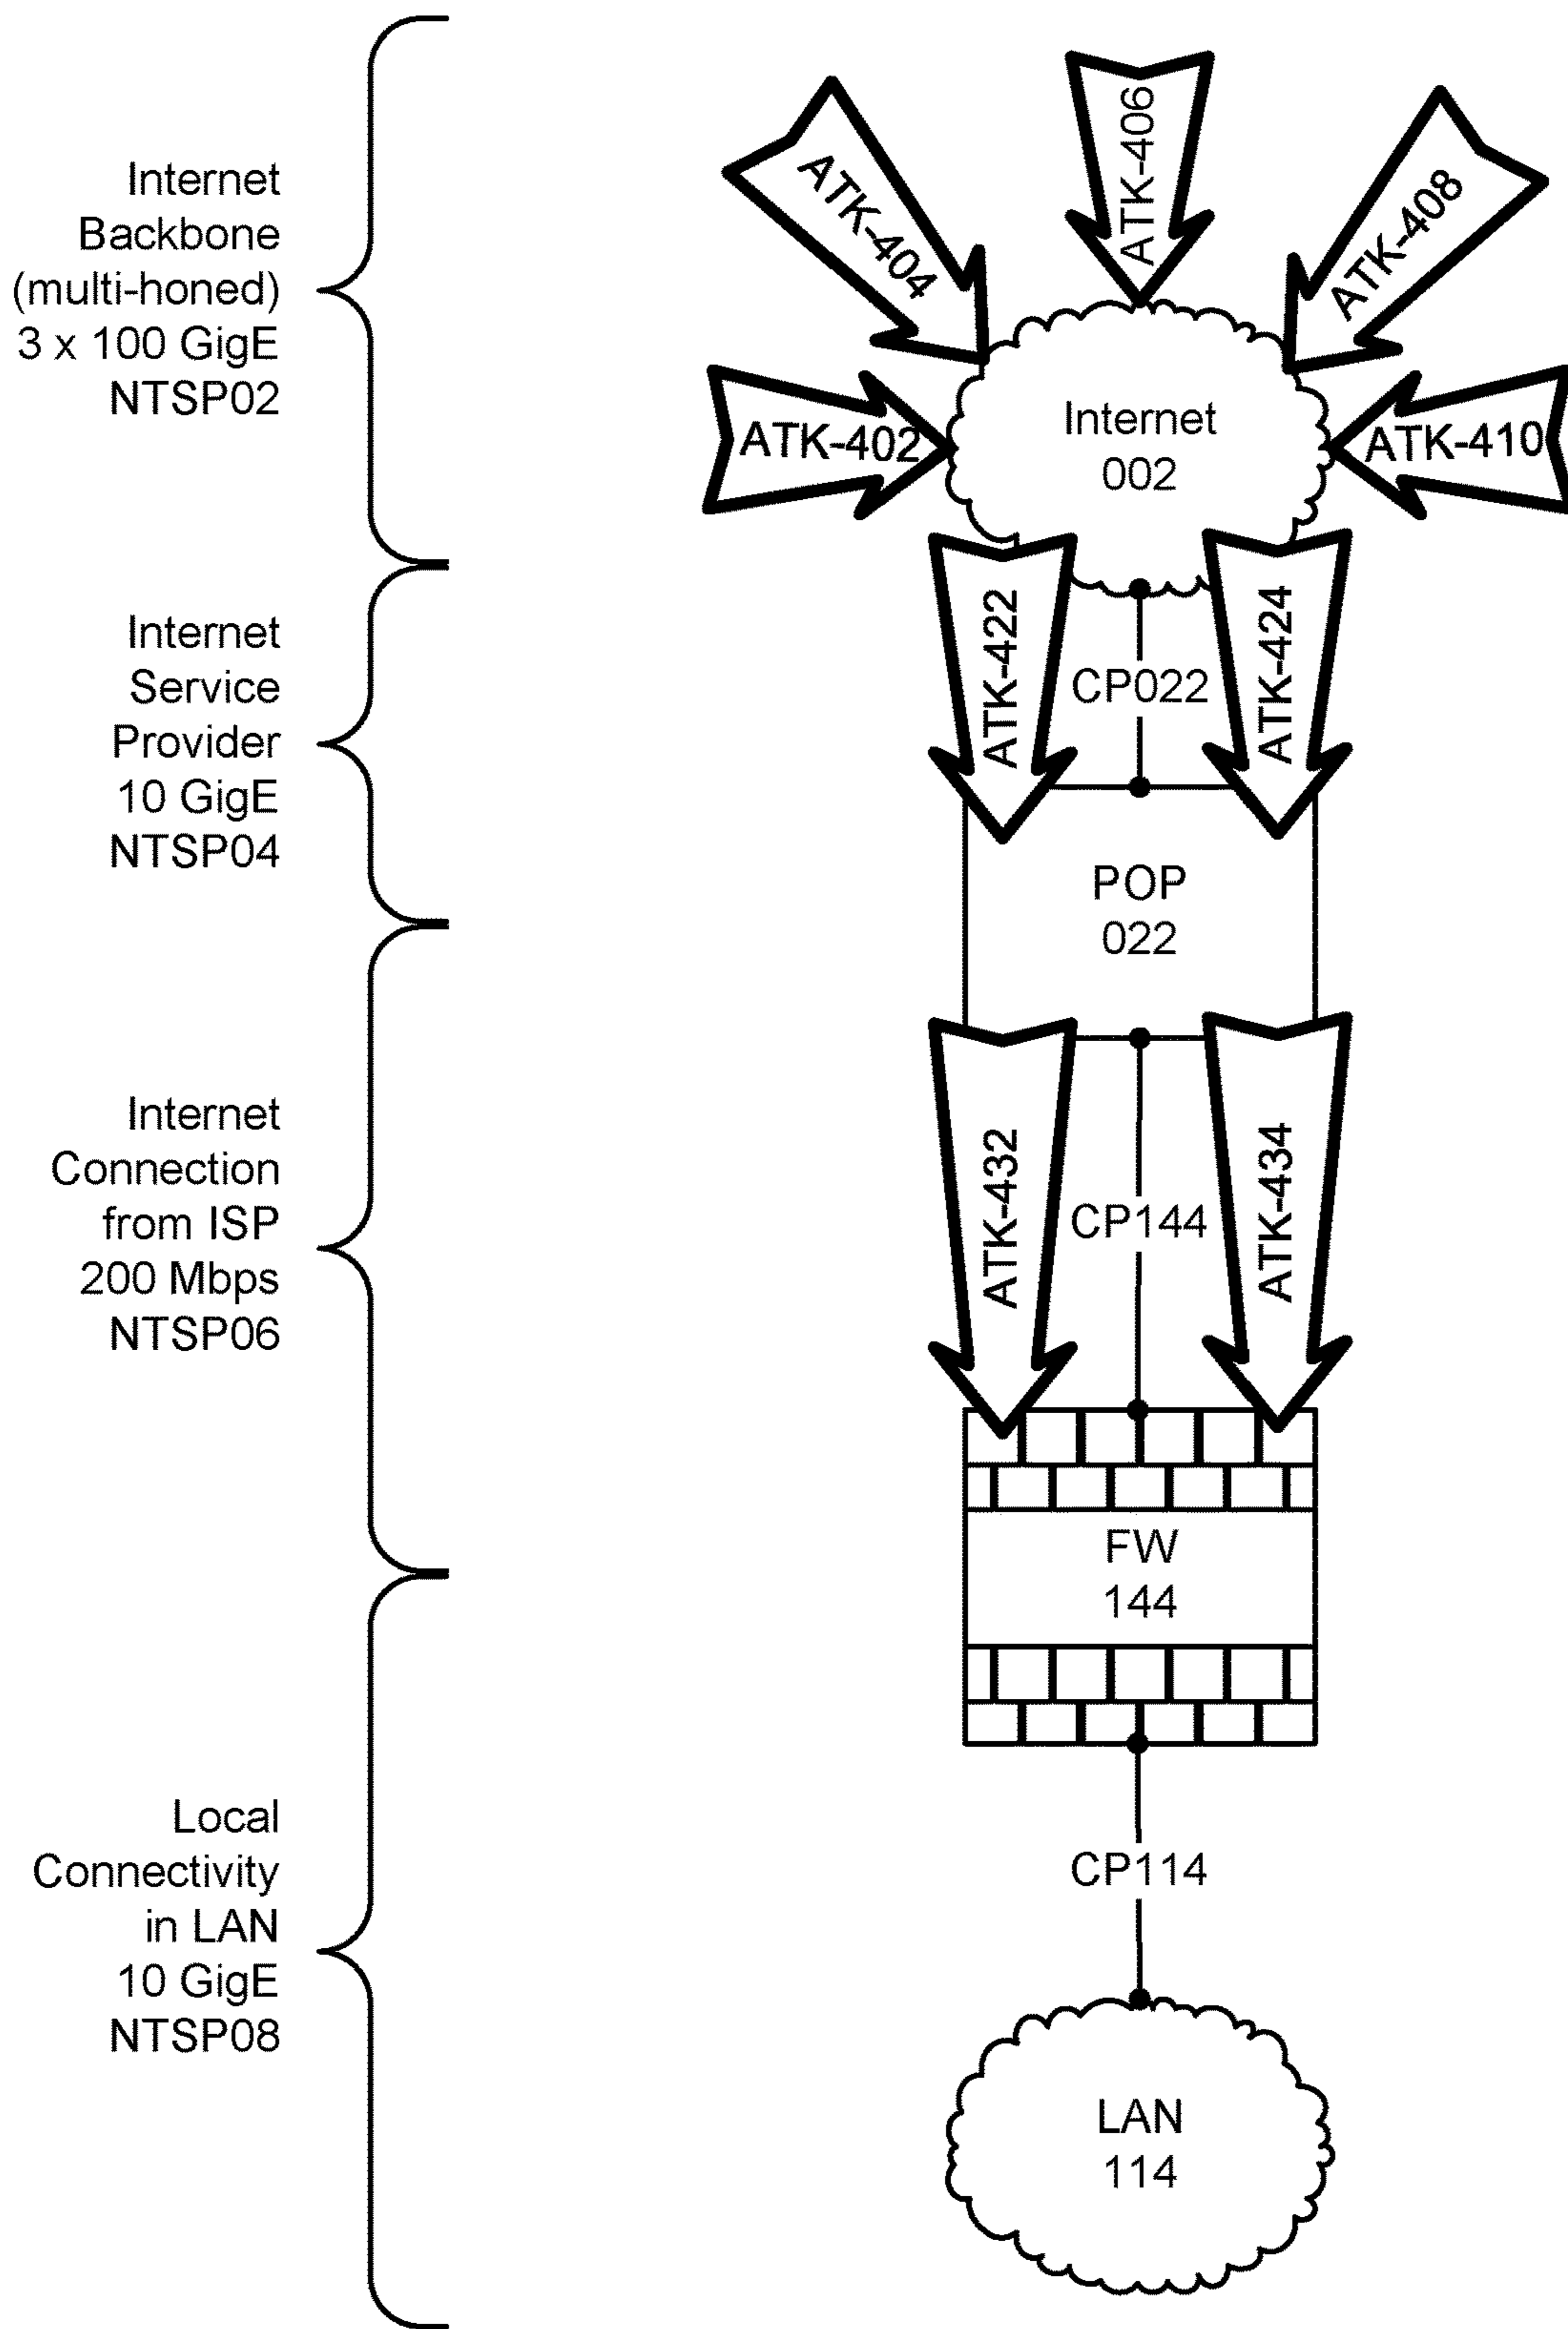 Internet
Backbone
(multi-honed)
3 x 100 GigE
NTSP02
ATK-402
ATK-404
ATK-406
ATK-408
ATK-410
Internet
002
Internet
Service
Provider
10 GigE
NTSP04
ATK-422
CP022
ATK-424
POP
022
Internet
Connection
from ISP
200 Mbps
NTSP06
ATK-432
CP144
ATK-434
FW
144
Local
Connectivity
in LAN
10 GigE
NTSP08
CP114
LAN
114